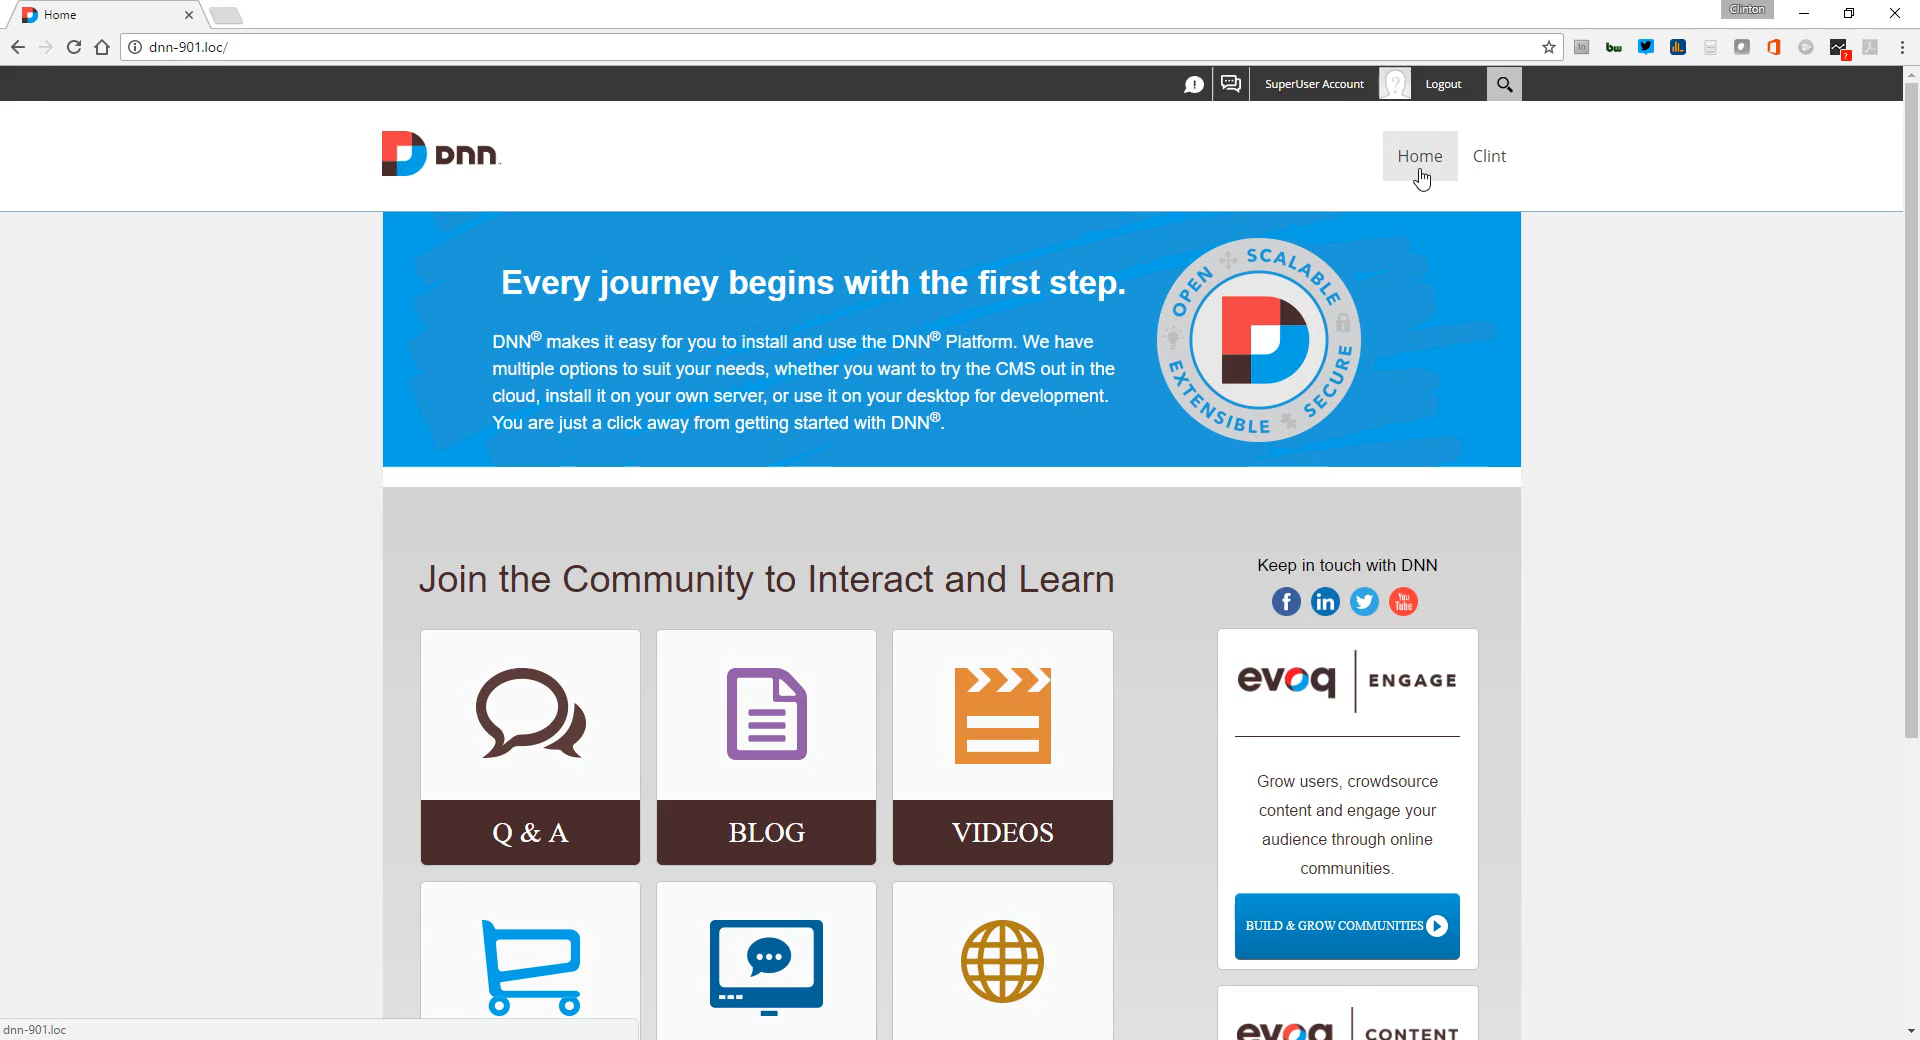 Home
Clinton
dnn-901.loc/
in
bw
?
SuperUser Account
?
Logout
DNN
Home
Clint
Every journey begins with the first step.
DNN® makes it easy for you to install and use the DNN® Platform. We have
multiple options to suit your needs, whether you want to try the CMS out in the
cloud, install it on your own server, or use it on your desktop for development.
You are just a click away from getting started with DNN®.
OPEN
SCALABLE
SECURE
EXTENSIBLE
Join the Community to Interact and Learn
Keep in touch with DNN
f
in
You
Tube
evoq
ENGAGE
Grow users, crowdsource
content and engage your
audience through online
communities.
Q & A
BLOG
VIDEOS
BUILD & GROW COMMUNITIES
evoq
CONTENT
dnn-901.loc